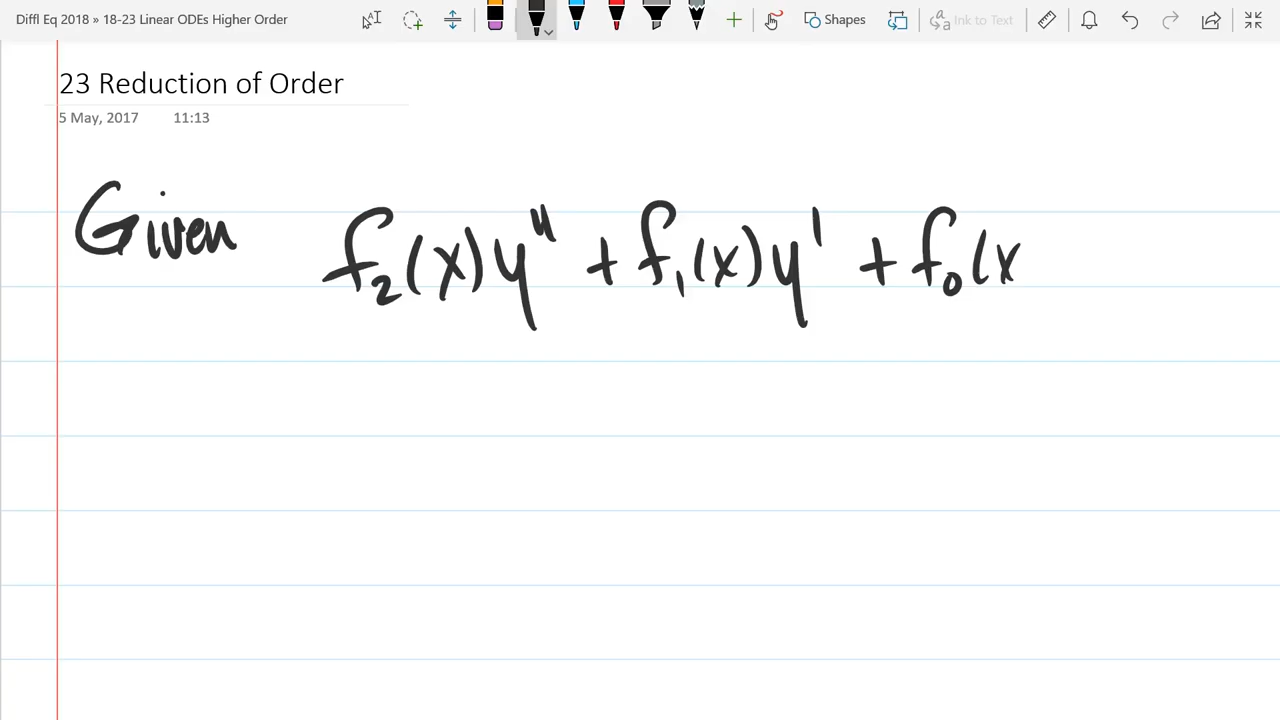 Diffl Eq 2018 » 18-23 Linear ODEs Higher Order
Shapes
Ink to Text
23 Reduction of Order
5 May, 2017 11:13
Given f₂(x)y'' + f₁(x)y' + f₀(x